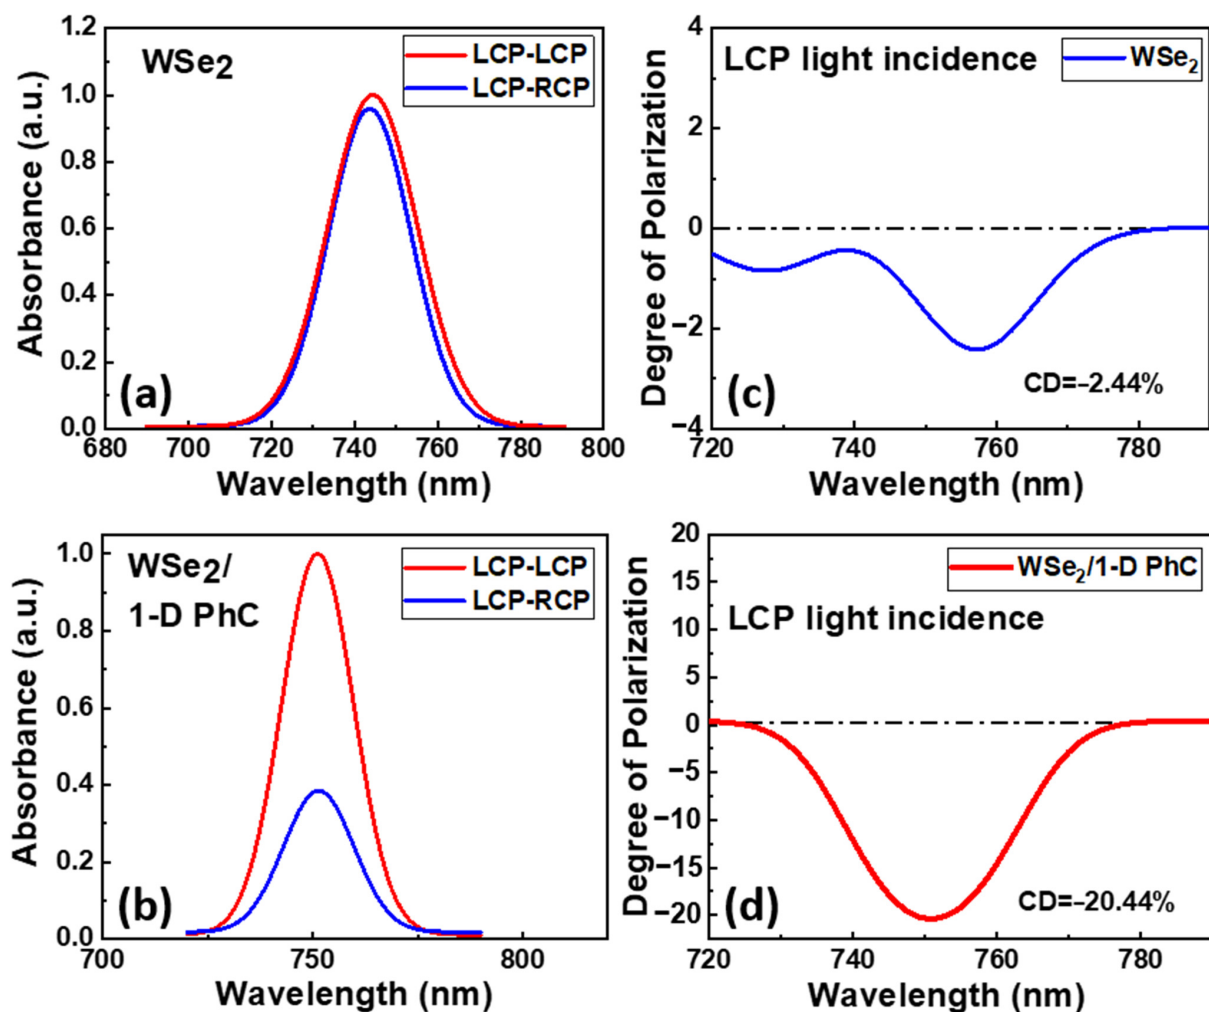 WSe₂
LCP-LCP
LCP-RCP
1.2
1.0
0.8
0.6
0.4
0.2
0.0
Absorbance (a.u.)
(a)
680 700 720 740 760 780 800
Wavelength (nm)
LCP light incidence
WSe₂
4
2
0
−2
−4
Degree of Polarization
(c)
CD=−2.44%
720 740 760 780
Wavelength (nm)
WSe₂/
1-D PhC
LCP-LCP
LCP-RCP
1.0
0.8
0.6
0.4
0.2
0.0
Absorbance (a.u.)
(b)
700 750 800
Wavelength (nm)
WSe₂/1-D PhC
LCP light incidence
20
15
10
5
0
−5
−10
−15
−20
Degree of Polarization
(d)
CD=−20.44%
720 740 760 780
Wavelength (nm)